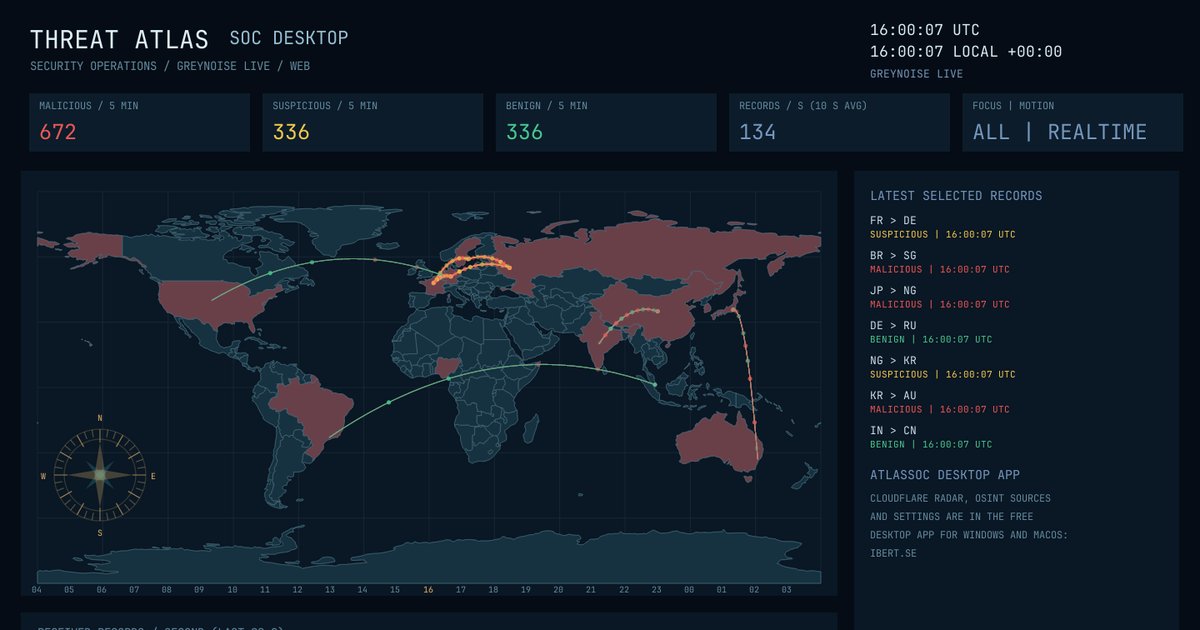 THREAT ATLAS SOC DESKTOP
SECURITY OPERATIONS / GREYNOISE LIVE / WEB
16:00:07 UTC
16:00:07 LOCAL +00:00
GREYNOISE LIVE
MALICIOUS / 5 MIN
672
SUSPICIOUS / 5 MIN
336
BENIGN / 5 MIN
336
RECORDS / S (10 S AVG)
134
FOCUS | MOTION
ALL | REALTIME
N
W
E
S
04 05 06 07 08 09 10 11 12 13 14 15 16 17 18 19 20 21 22 23 00 01 02 03
LATEST SELECTED RECORDS
FR > DE
SUSPICIOUS | 16:00:07 UTC
BR > SG
MALICIOUS | 16:00:07 UTC
JP > NG
MALICIOUS | 16:00:07 UTC
DE > RU
BENIGN | 16:00:07 UTC
NG > KR
SUSPICIOUS | 16:00:07 UTC
KR > AU
MALICIOUS | 16:00:07 UTC
IN > CN
BENIGN | 16:00:07 UTC
ATLASSOC DESKTOP APP
CLOUDFLARE RADAR, OSINT SOURCES
AND SETTINGS ARE IN THE FREE
DESKTOP APP FOR WINDOWS AND MACOS:
IBERT.SE
RECEIVED RECORDS / SECOND (LAST